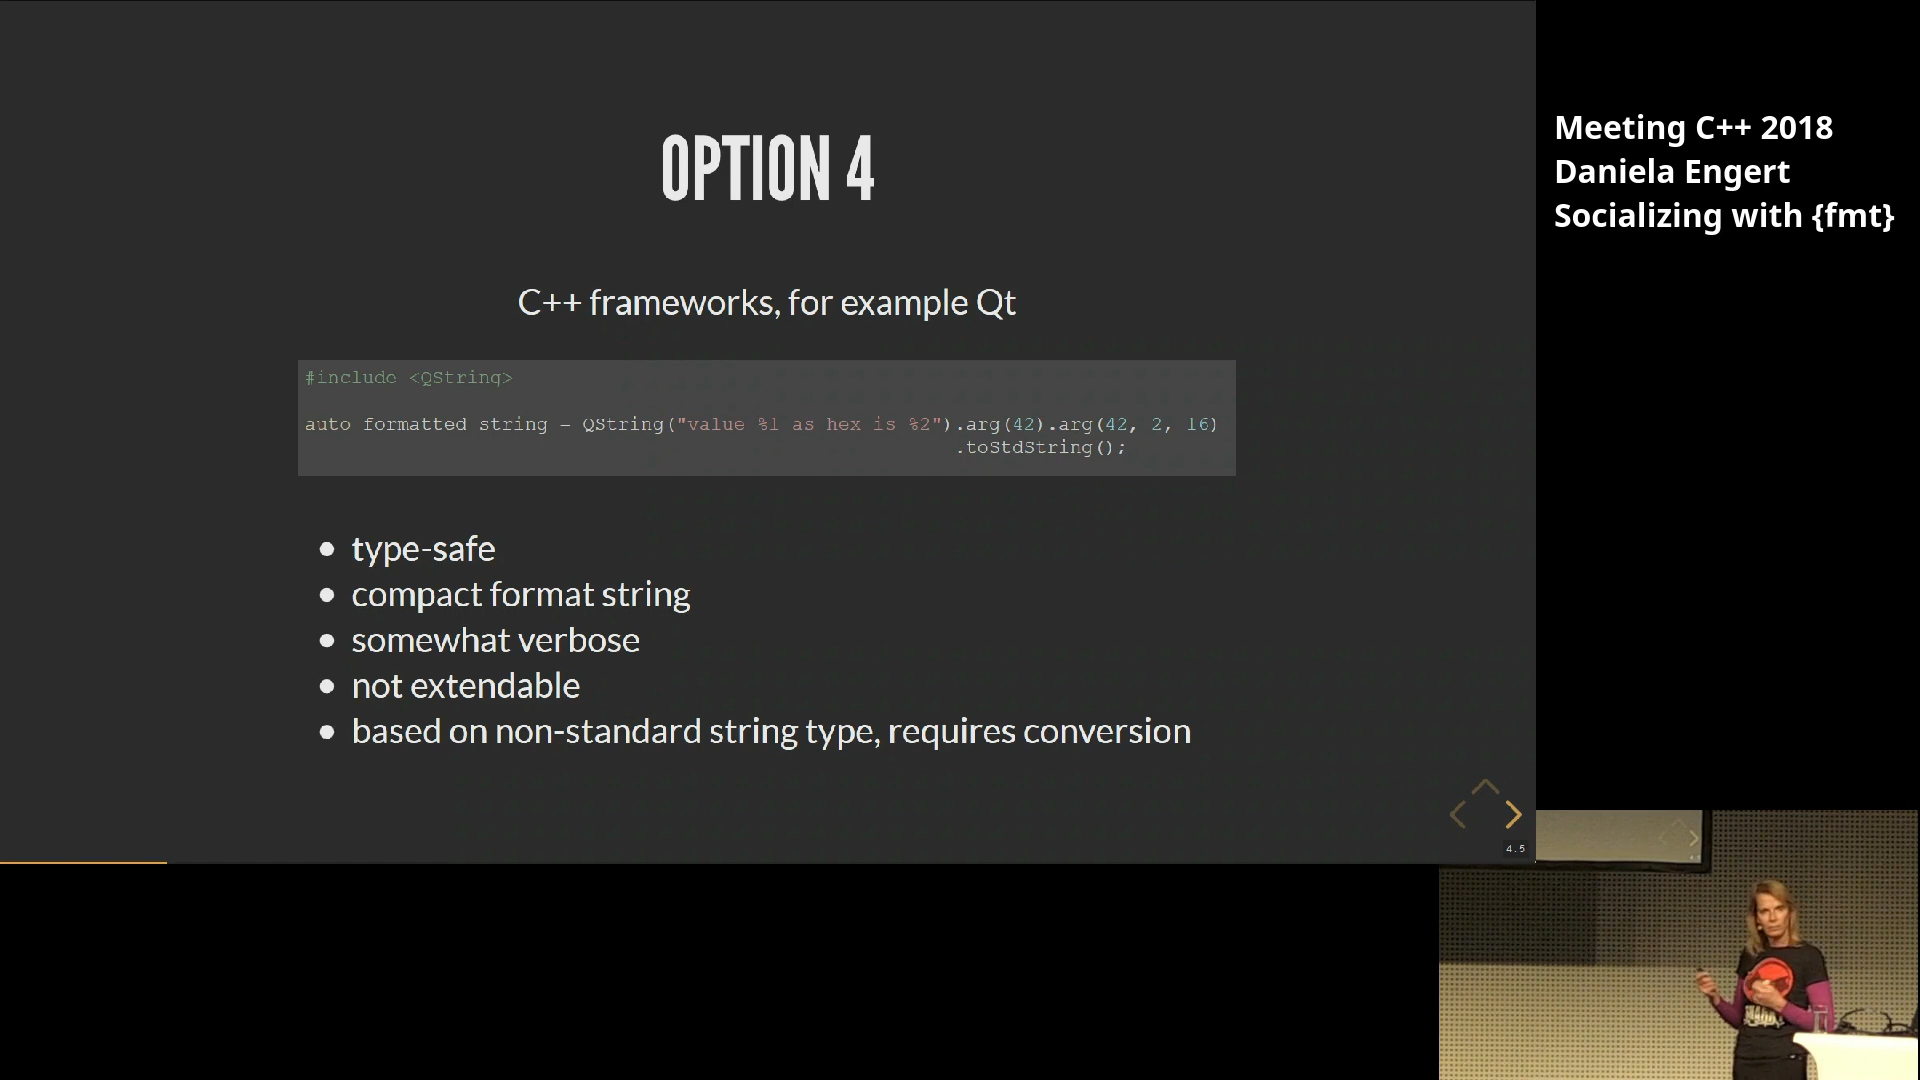 OPTION 4
C++ frameworks, for example Qt
#include <QString>
auto formatted string = QString("value %1 as hex is %2").arg(42).arg(42, 2, 16)
.toStdString();
type-safe
compact format string
somewhat verbose
not extendable
based on non-standard string type, requires conversion
4.5
Meeting C++ 2018
Daniela Engert
Socializing with {fmt}